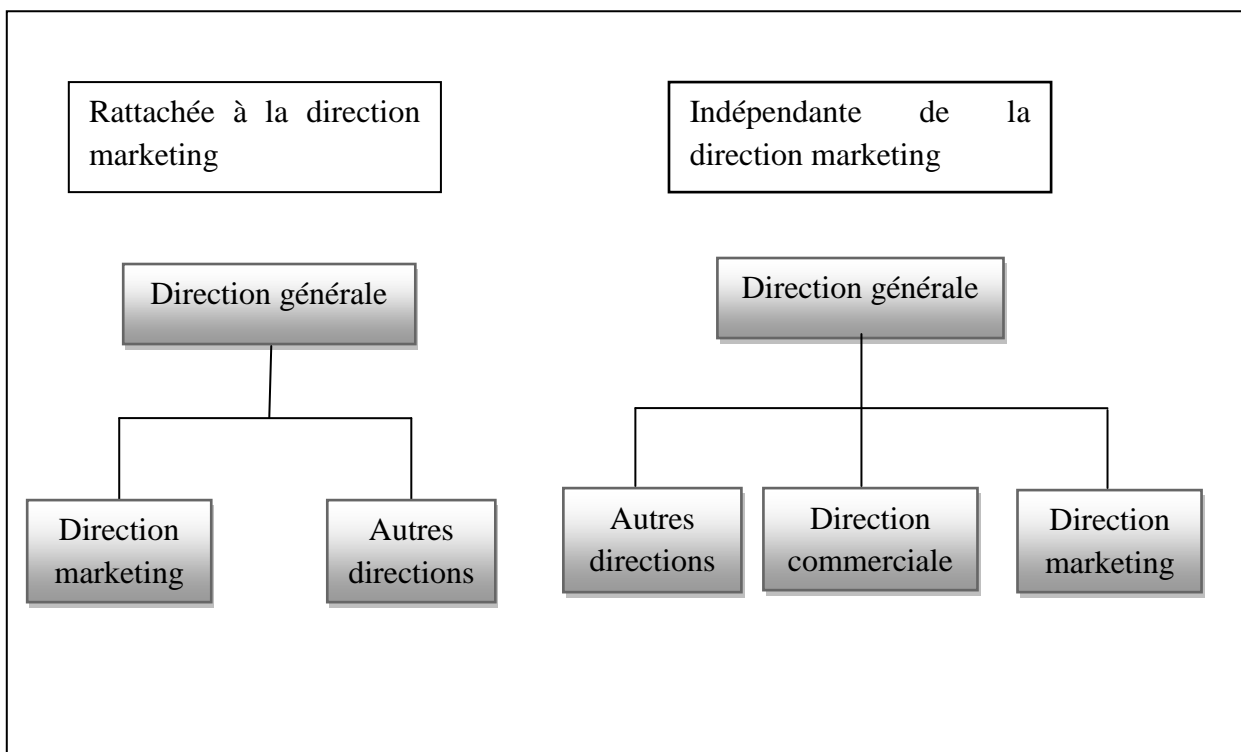 Rattachée à la direction
marketing
Indépendante de la
direction marketing
Direction générale
Direction générale
Direction
marketing
Autres
directions
Autres
directions
Direction
commerciale
Direction
marketing